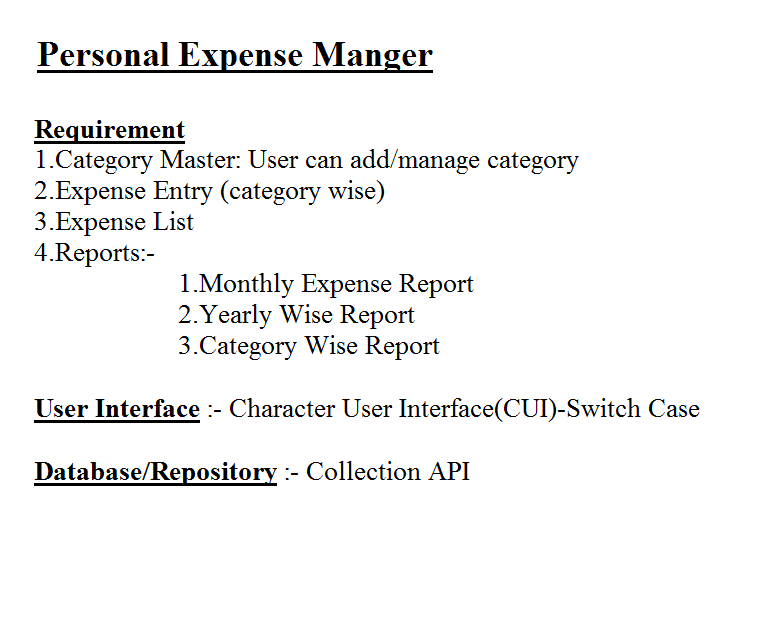 Personal Expense Manger
Requirement
1.Category Master: User can add/manage category
2.Expense Entry (category wise)
3.Expense List
4.Reports:-
1.Monthly Expense Report
2.Yearly Wise Report
3.Category Wise Report
User Interface :- Character User Interface(CUI)-Switch Case
Database/Repository :- Collection API